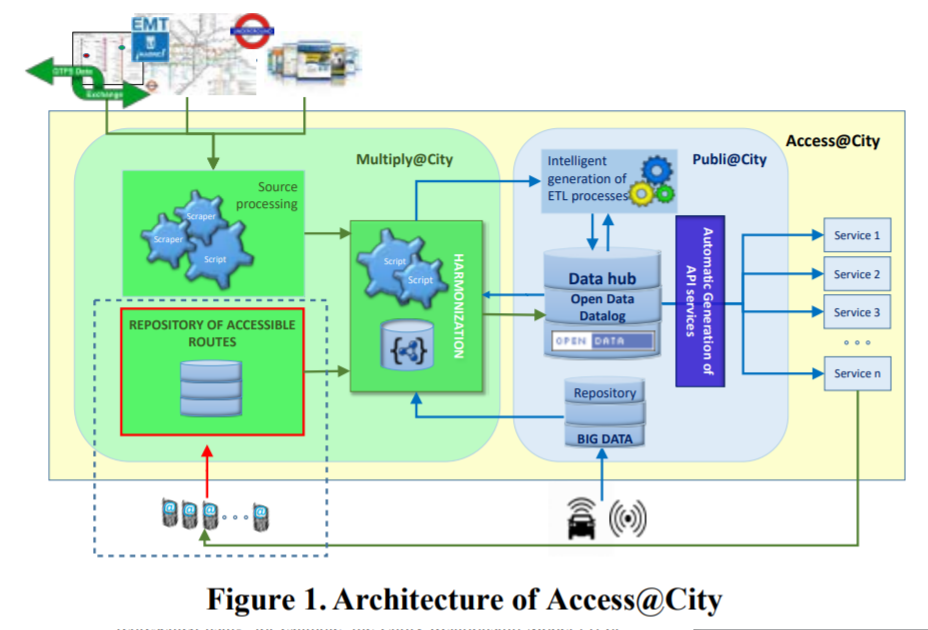 EMT
UNDERGROUND
GTFS Data
Exchange
Access@City
Multiply@City
Publi@City
Source
processing
Scraper
Scraper
Script
Intelligent
generation of
ETL processes
Script
Script
HARMONIZATION
REPOSITORY OF ACCESSIBLE
ROUTES
Data hub
Open Data
Datalog
OPEN DATA
Automatic Generation of
API services
Service 1
Service 2
Service 3
Service n
Repository
BIG DATA
Figure 1. Architecture of Access@City